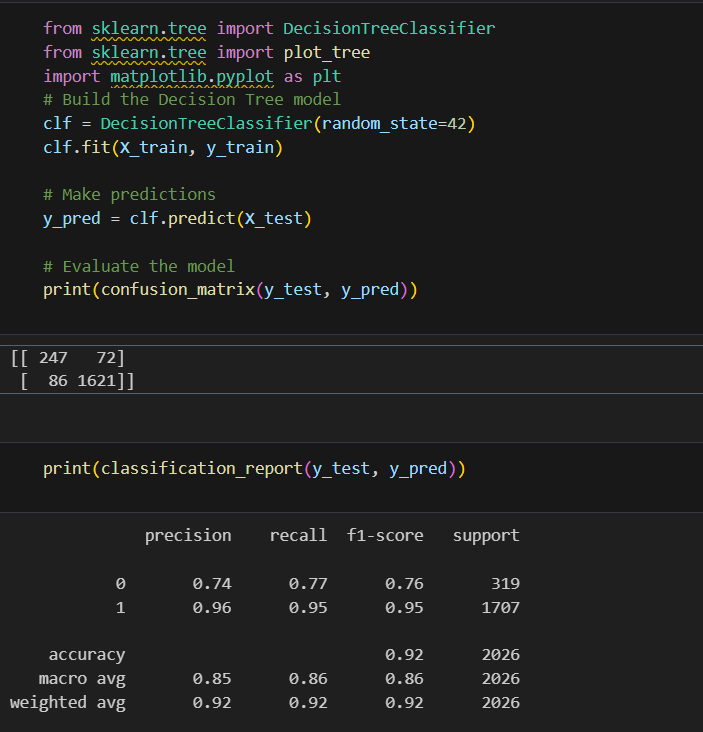 from sklearn.tree import DecisionTreeClassifier
from sklearn.tree import plot_tree
import matplotlib.pyplot as plt
# Build the Decision Tree model
clf = DecisionTreeClassifier(random_state=42)
clf.fit(X_train, y_train)
# Make predictions
y_pred = clf.predict(X_test)
# Evaluate the model
print(confusion_matrix(y_test, y_pred))
[[ 247   72]
 [  86 1621]]
print(classification_report(y_test, y_pred))
              precision    recall  f1-score   support
           0       0.74      0.77      0.76       319
           1       0.96      0.95      0.95      1707
    accuracy                           0.92      2026
   macro avg       0.85      0.86      0.86      2026
weighted avg       0.92      0.92      0.92      2026